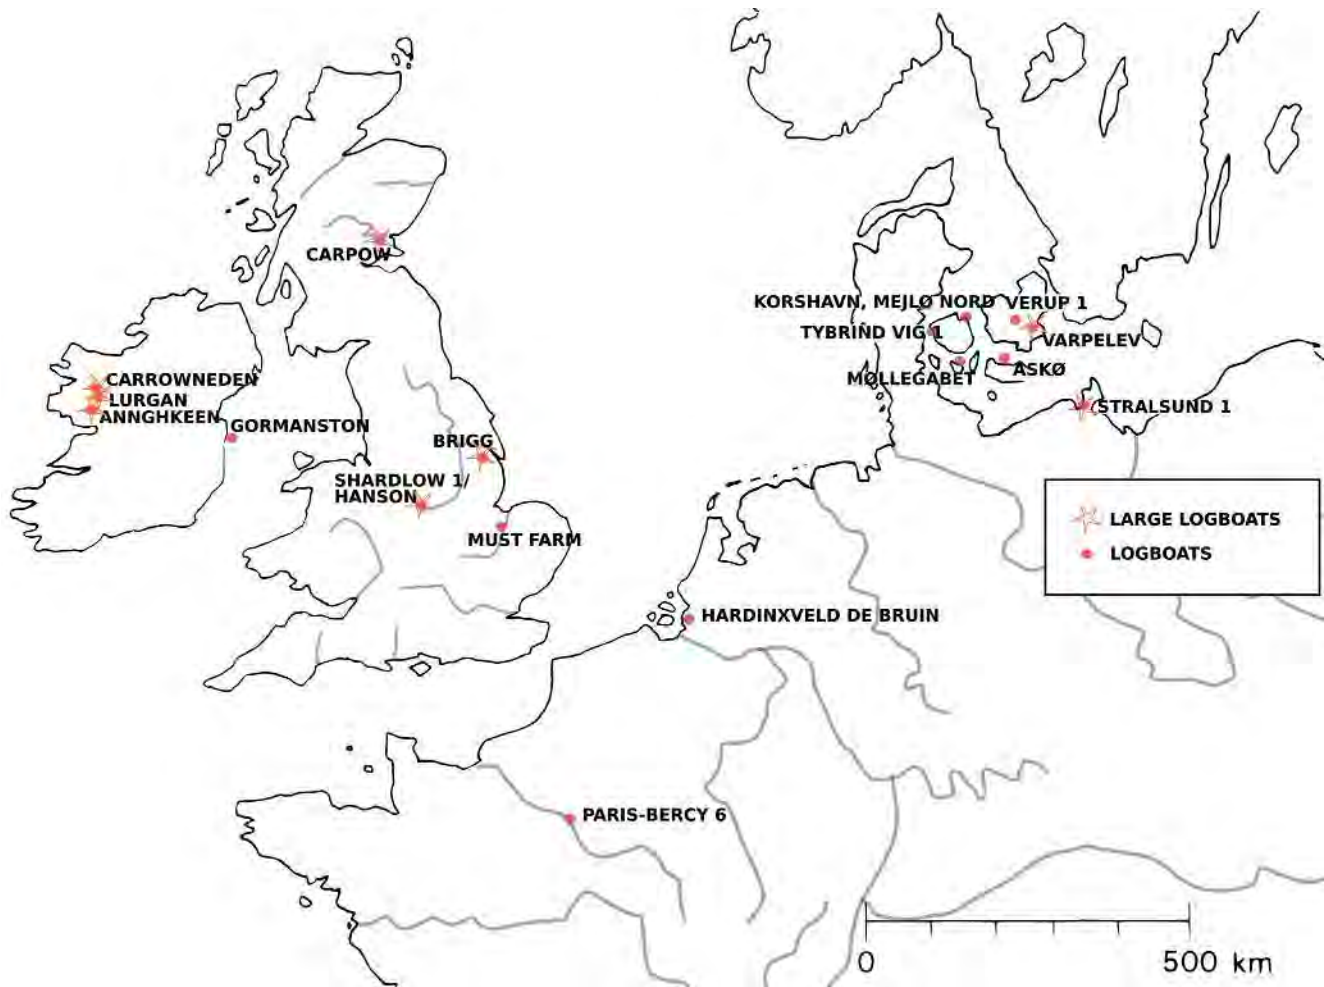 CARPOW
KORSHAVN, MEJLØ NORD
VERUP 1
TYBRIND VIG 1
VARPELEV
MØLLEGABET
ASKØ
CARROWNEDEN
LURGAN
ANNGHKEEN
STRALSUND 1
GORMANSTON
BRIGG
SHARDLOW 1/
HANSON
MUST FARM
LARGE LOGBOATS
LOGBOATS
HARDINXVELD DE BRUIN
PARIS-BERCY 6
0
500 km